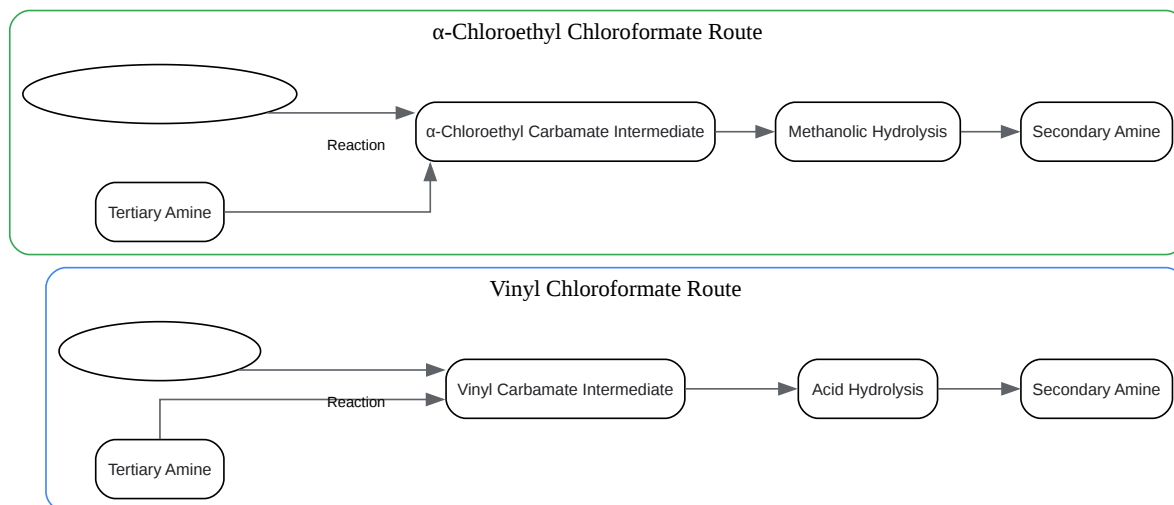 α-Chloroethyl Chloroformate Route
α-Chloroethyl Carbamate Intermediate
Methanolic Hydrolysis
Secondary Amine
Reaction
Tertiary Amine
Vinyl Chloroformate Route
Vinyl Carbamate Intermediate
Acid Hydrolysis
Secondary Amine
Reaction
Tertiary Amine